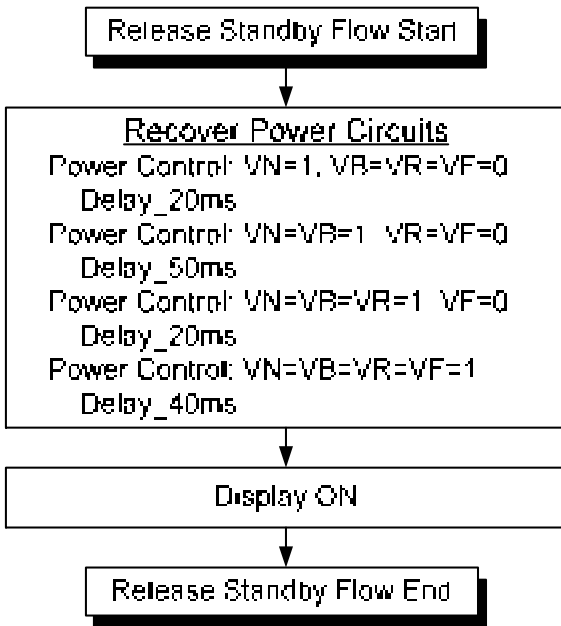 Release Standby Flow Start
Recover Power Circuits
Power Control: VN=1, VB=VR=VF=0
Delay_20ms
Power Control: VN=VB=1 VR=VF=0
Delay_50ms
Power Control: VN=VB=VR=1 VF=0
Delay_20ms
Power Control: VN=VB=VR=VF=1
Delay_40ms
Display ON
Release Standby Flow End